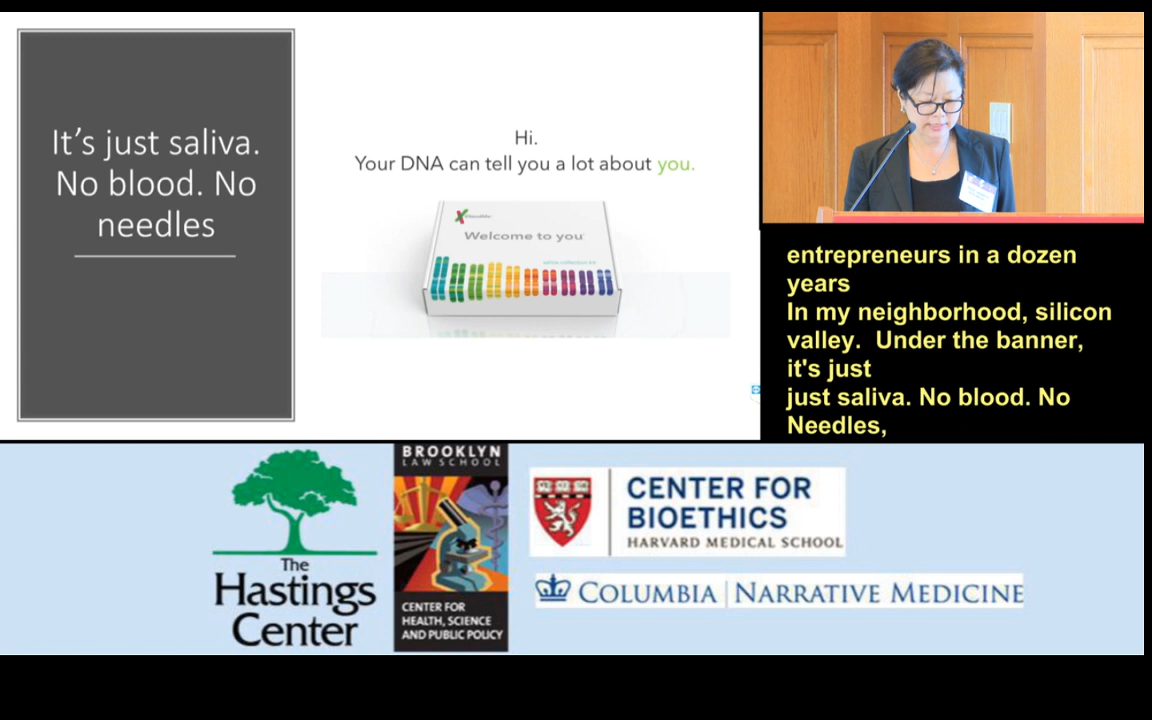 It's just saliva.
No blood. No
needles
Hi.
Your DNA can tell you a lot about you.
Welcome to you
saliva collection kit
entrepreneurs in a dozen
years
In my neighborhood, silicon
valley.  Under the banner,
it's just
just saliva. No blood. No
Needles,
The
Hastings
Center
BROOKLYN
LAW SCHOOL
CENTER FOR
HEALTH, SCIENCE
AND PUBLIC POLICY
CENTER FOR
BIOETHICS
HARVARD MEDICAL SCHOOL
COLUMBIA | NARRATIVE MEDICINE